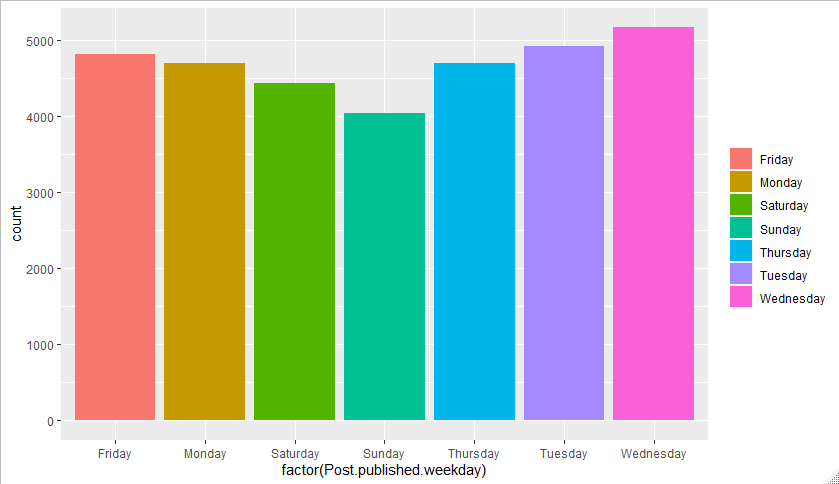 5000
4000
3000
2000
1000
0
count
Friday Monday Saturday Sunday Thursday Tuesday Wednesday
factor(Post.published.weekday)
Friday
Monday
Saturday
Sunday
Thursday
Tuesday
Wednesday